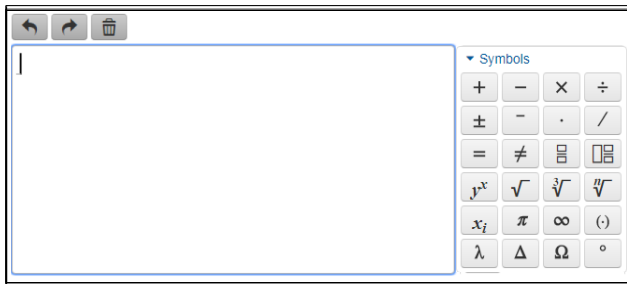 Symbols
+ − × ÷
± − · /
= ≠
yˣ √ ∛ ⁿ√
xᵢ π ∞ (·)
λ Δ Ω °